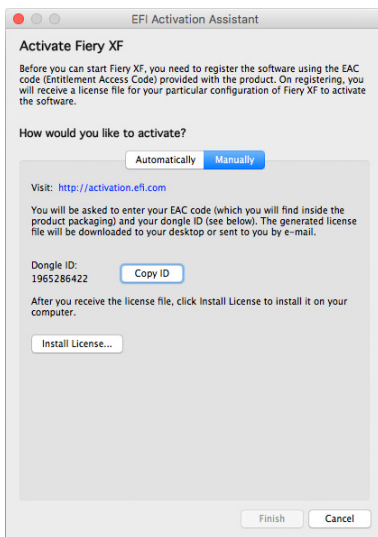 EFI Activation Assistant
Activate Fiery XF
Before you can start Fiery XF, you need to register the software using the EAC
code (Entitlement Access Code) provided with the product. On registering, you
will receive a license file for your particular configuration of Fiery XF to activate
the software.
How would you like to activate?
Automatically Manually
Visit: http://activation.efi.com
You will be asked to enter your EAC code (which you will find inside the
product packaging) and your dongle ID (see below). The generated license
file will be downloaded to your desktop or sent to you by e-mail.
Dongle ID:
1965286422 Copy ID
After you receive the license file, click Install License to install it on your
computer.
Install License...
Finish Cancel